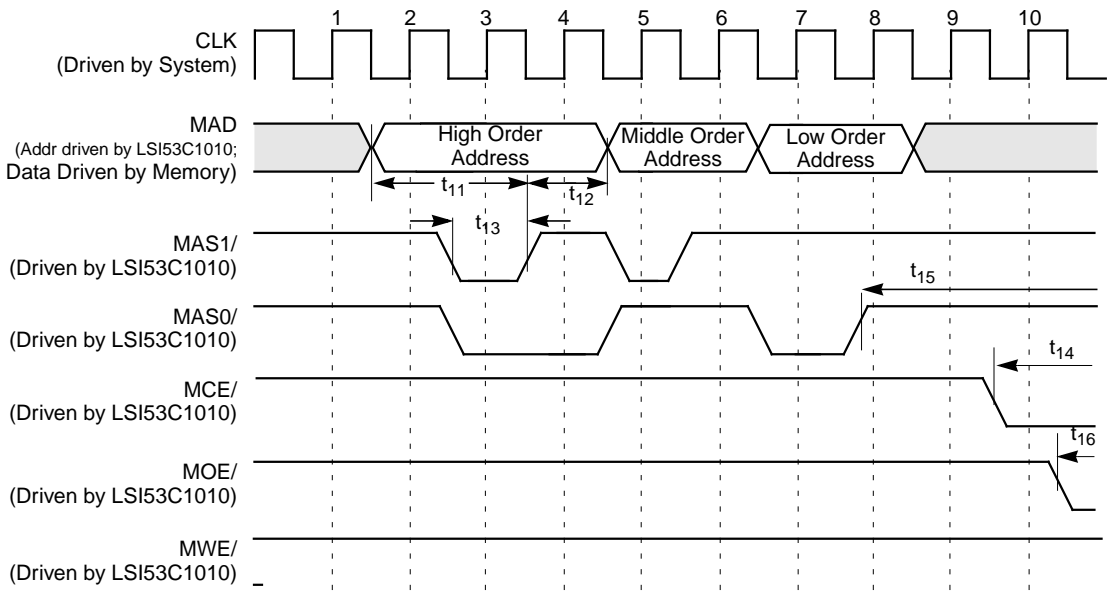 1 2 3 4 5 6 7 8 9 10
CLK
(Driven by System)
MAD
(Addr driven by LSI53C1010;
Data Driven by Memory)
High Order
Address
Middle Order
Address
Low Order
Address
t11
t12
t13
MAS1/
(Driven by LSI53C1010)
t15
MAS0/
(Driven by LSI53C1010)
t14
MCE/
(Driven by LSI53C1010)
t16
MOE/
(Driven by LSI53C1010)
MWE/
(Driven by LSI53C1010)